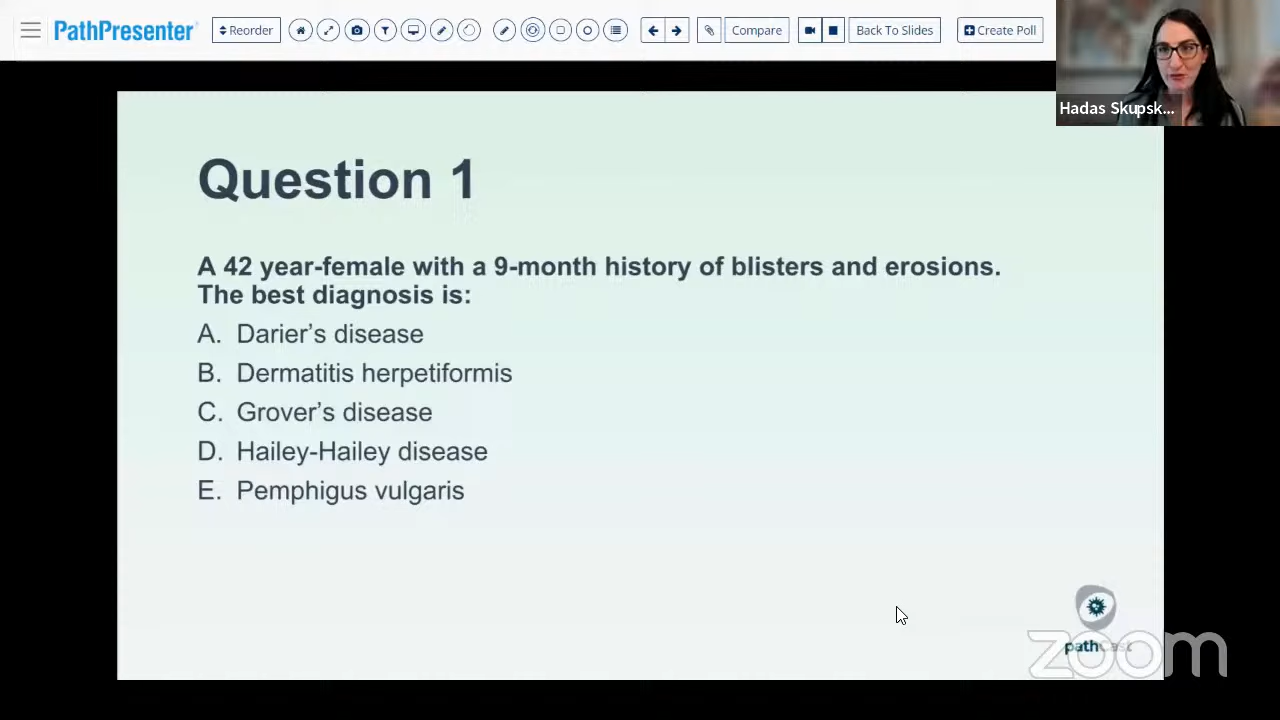 PathPresenter
Reorder
Compare
Back To Slides
Create Poll
Hadas Skupsk...
Question 1
A 42 year-female with a 9-month history of blisters and erosions.
The best diagnosis is:
A. Darier's disease
B. Dermatitis herpetiformis
C. Grover's disease
D. Hailey-Hailey disease
E. Pemphigus vulgaris
pathCast
zoom